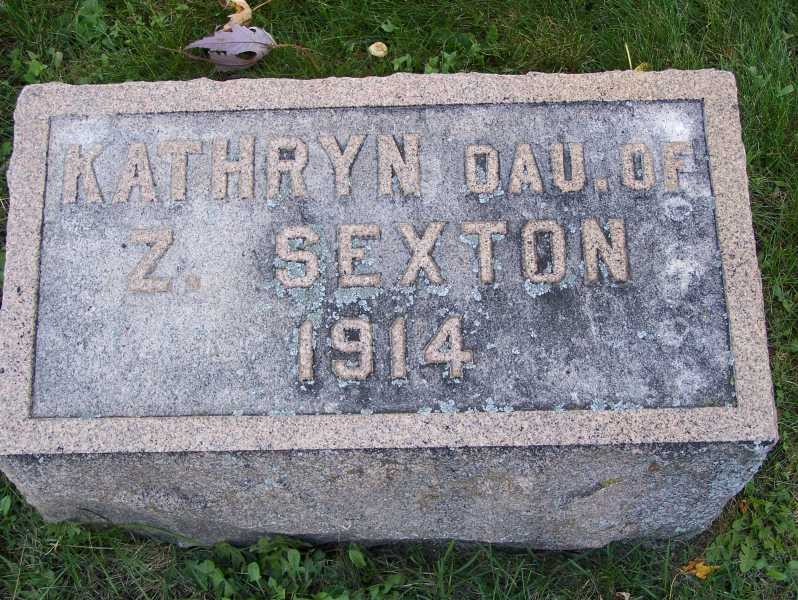 KATHRYN DAU. OF
Z. SEXTON
1914